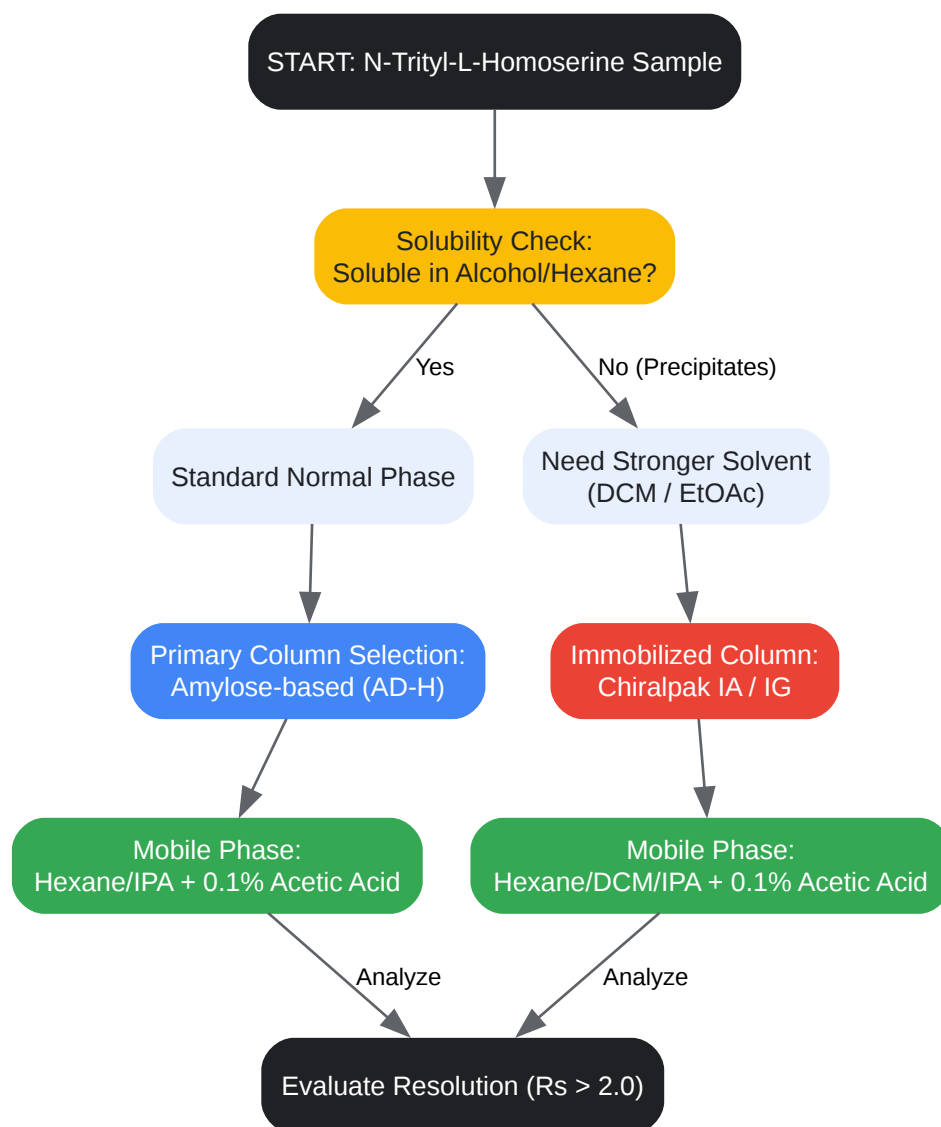 START: N-Trityl-L-Homoserine Sample
Solubility Check:
Soluble in Alcohol/Hexane?
Yes
No (Precipitates)
Standard Normal Phase
Need Stronger Solvent
(DCM / EtOAc)
Primary Column Selection:
Amylose-based (AD-H)
Immobilized Column:
Chiralpak IA / IG
Mobile Phase:
Hexane/IPA + 0.1% Acetic Acid
Mobile Phase:
Hexane/DCM/IPA + 0.1% Acetic Acid
Analyze
Analyze
Evaluate Resolution (Rs > 2.0)